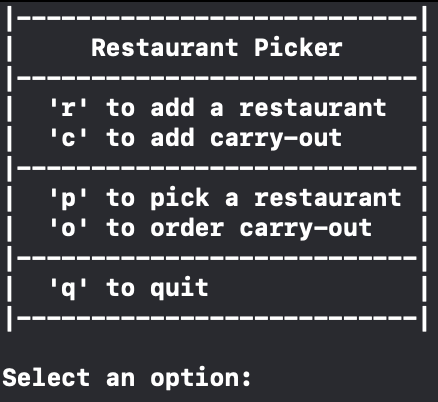 |---------------------------|
|     Restaurant Picker     |
|---------------------------|
|  'r' to add a restaurant  |
|  'c' to add carry-out     |
|---------------------------|
|  'p' to pick a restaurant |
|  'o' to order carry-out   |
|---------------------------|
|  'q' to quit              |
|---------------------------|
Select an option: